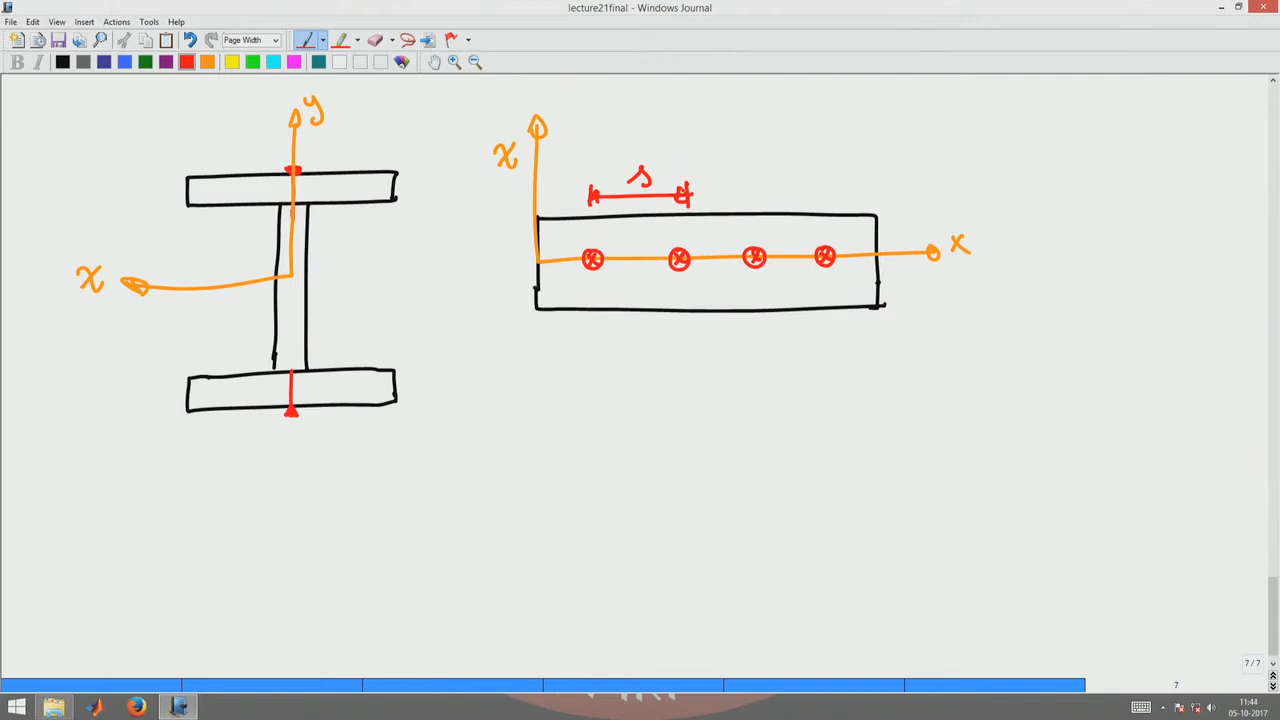 lecture21final - Windows Journal
File Edit View Insert Actions Tools Help
Page Width
B I
y
z
s
z
x
7 / 7
7
11:44
05-10-2017